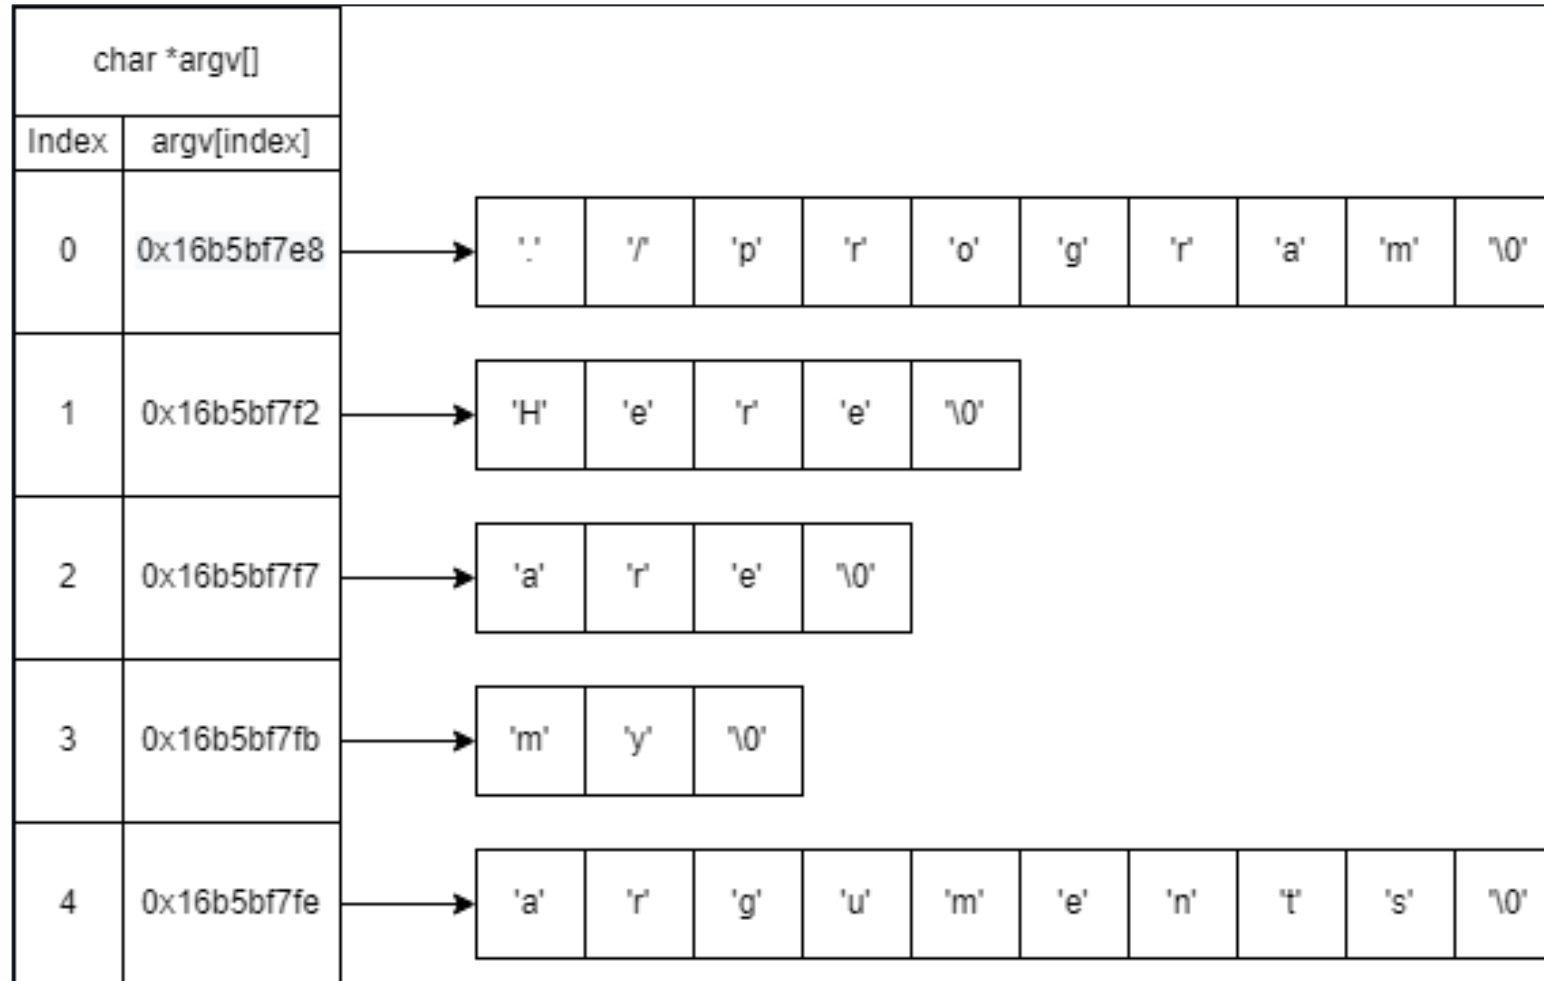 char *argv[]
Index argv[index]
0 0x16b5bf7e8 '.' '/' 'p' 'r' 'o' 'g' 'r' 'a' 'm' '\0'
1 0x16b5bf7f2 'H' 'e' 'r' 'e' '\0'
2 0x16b5bf7f7 'a' 'r' 'e' '\0'
3 0x16b5bf7fb 'm' 'y' '\0'
4 0x16b5bf7fe 'a' 'r' 'g' 'u' 'm' 'e' 'n' 't' 's' '\0'